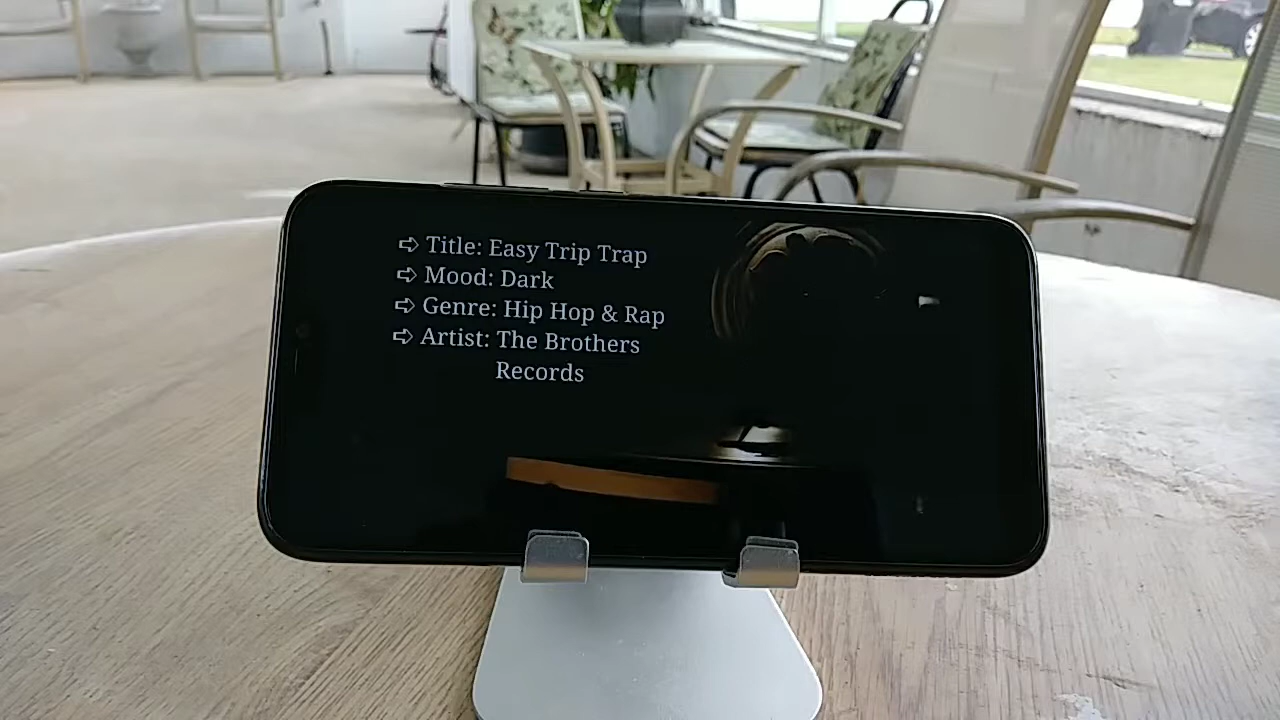 ➪ Title: Easy Trip Trap
➪ Mood: Dark
➪ Genre: Hip Hop & Rap
➪ Artist: The Brothers
Records